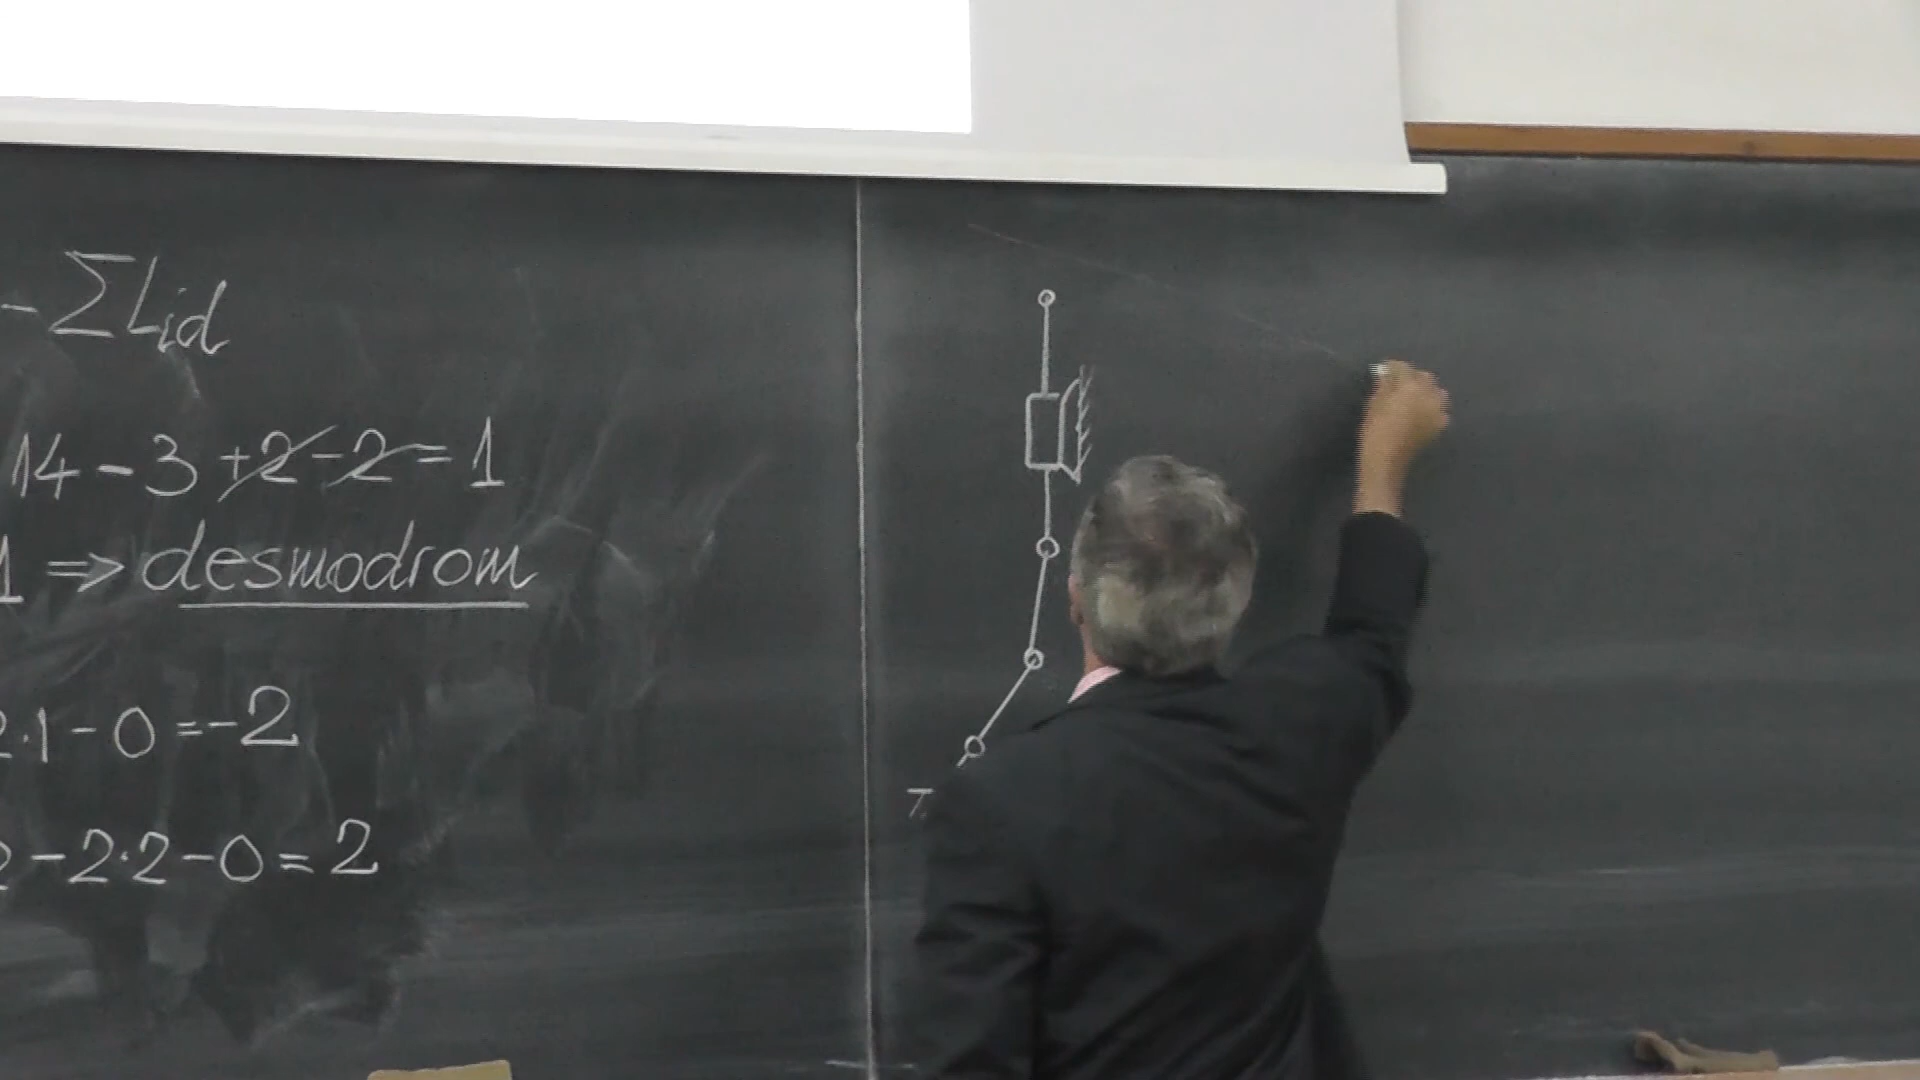 - ΣLid
14 - 3 + 2 - 2 = 1
1 ⇒ desmodrom
2·1 - 0 = -2
2 - 2·2 - 0 = 2